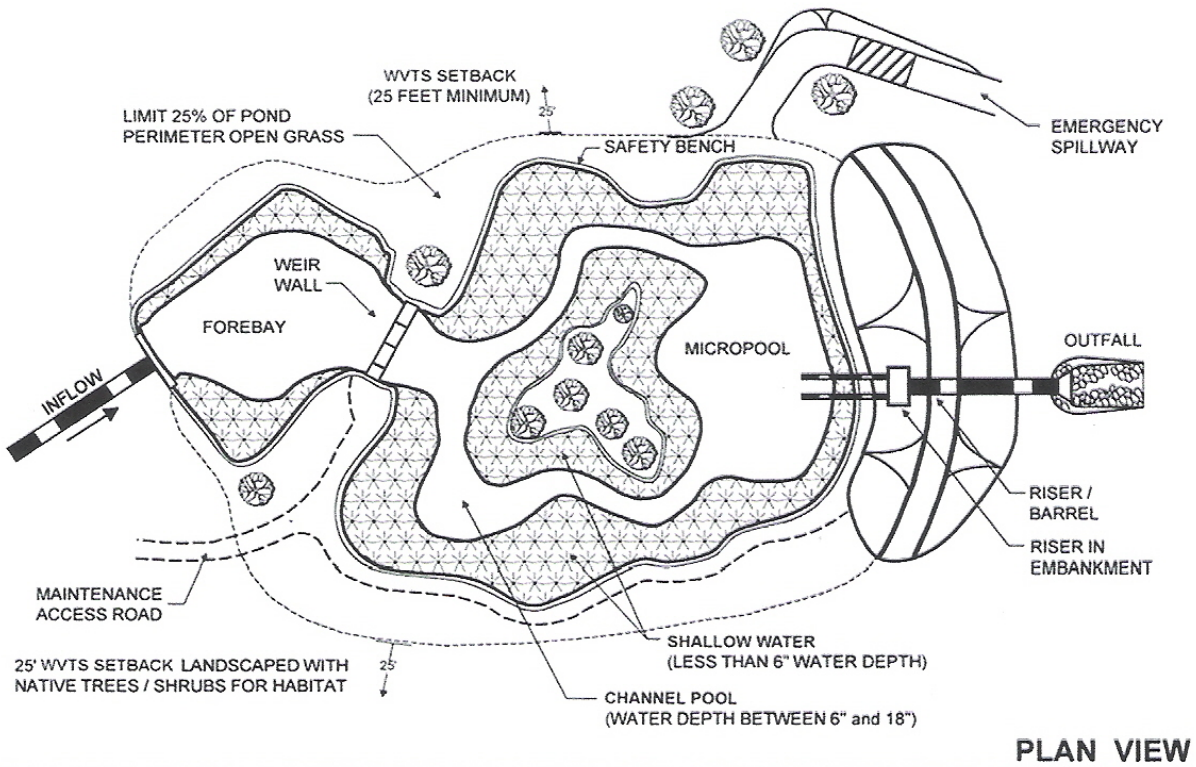 WVTS SETBACK
(25 FEET MINIMUM)
25'
LIMIT 25% OF POND
PERIMETER OPEN GRASS
SAFETY BENCH
EMERGENCY
SPILLWAY
WEIR
WALL
FOREBAY
MICROPOOL
OUTFALL
INFLOW
RISER /
BARREL
RISER IN
EMBANKMENT
MAINTENANCE
ACCESS ROAD
SHALLOW WATER
(LESS THAN 6" WATER DEPTH)
25' WVTS SETBACK LANDSCAPED WITH
NATIVE TREES / SHRUBS FOR HABITAT
25'
CHANNEL POOL
(WATER DEPTH BETWEEN 6" and 18")
PLAN VIEW